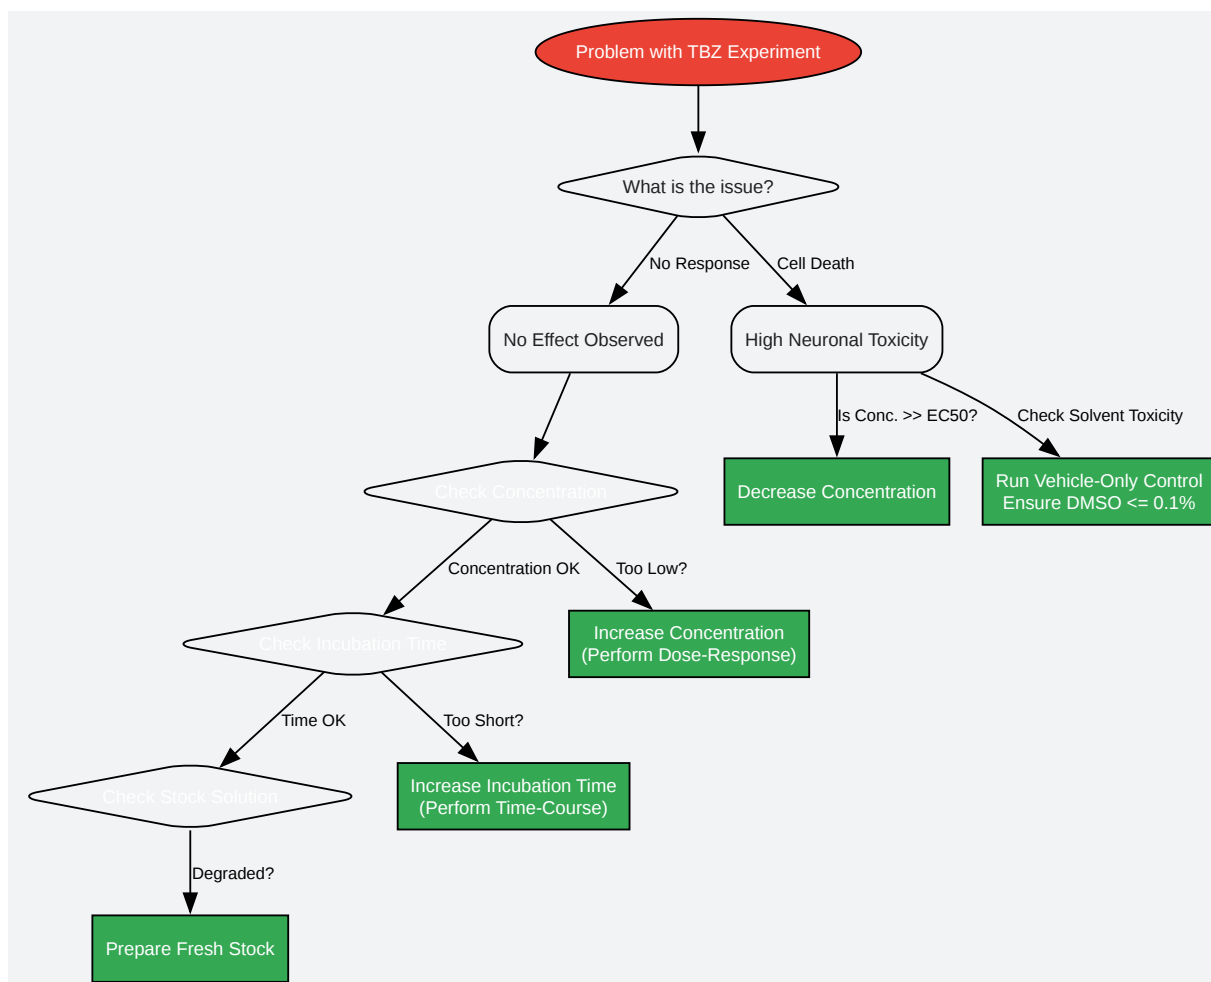 Problem with TBZ Experiment
What is the issue?
No Response
Cell Death
No Effect Observed
High Neuronal Toxicity
Is Conc. >> EC50?
Check Solvent Toxicity
Check Concentration
Decrease Concentration
Run Vehicle-Only Control
Ensure DMSO <= 0.1%
Concentration OK
Too Low?
Check Incubation Time
Increase Concentration
(Perform Dose-Response)
Time OK
Too Short?
Check Stock Solution
Increase Incubation Time
(Perform Time-Course)
Degraded?
Prepare Fresh Stock